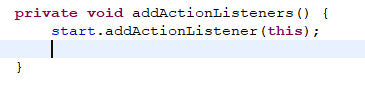 private void addActionListeners() {
    start.addActionListener(this);
}